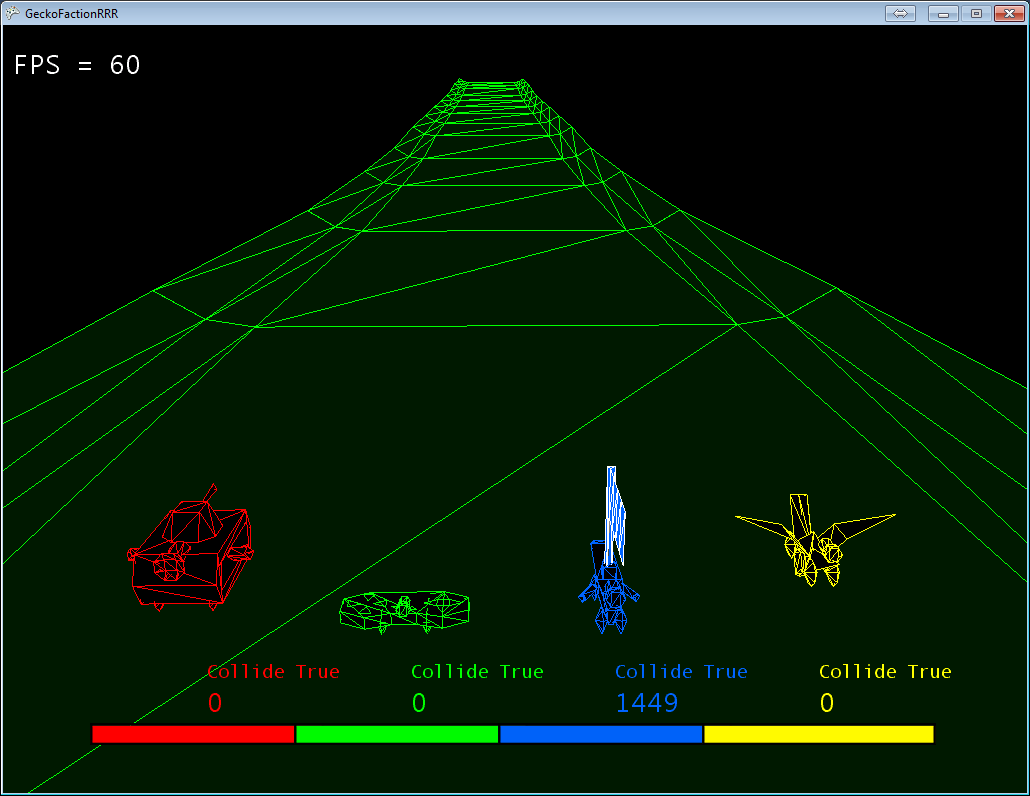 GeckoFactionRRR
FPS = 60
Collide True Collide True Collide True Collide True
0 0 1449 0